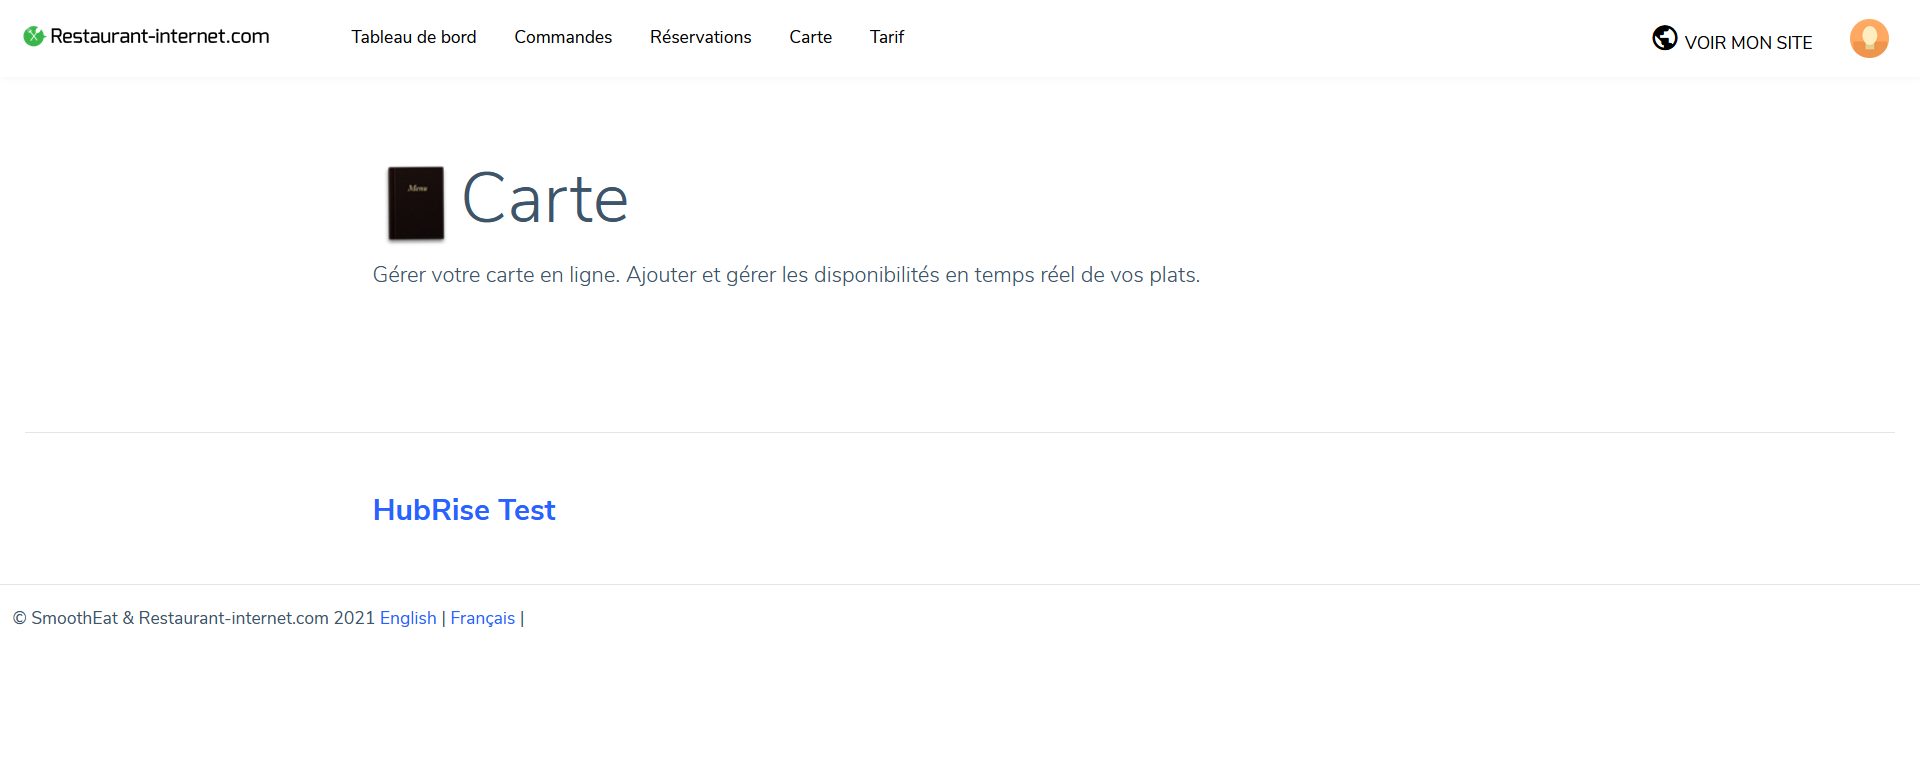 Restaurant-internet.com Tableau de bord Commandes Réservations Carte Tarif VOIR MON SITE
Menu
Carte
Gérer votre carte en ligne. Ajouter et gérer les disponibilités en temps réel de vos plats.
HubRise Test
© SmoothEat & Restaurant-internet.com 2021 English | Français |